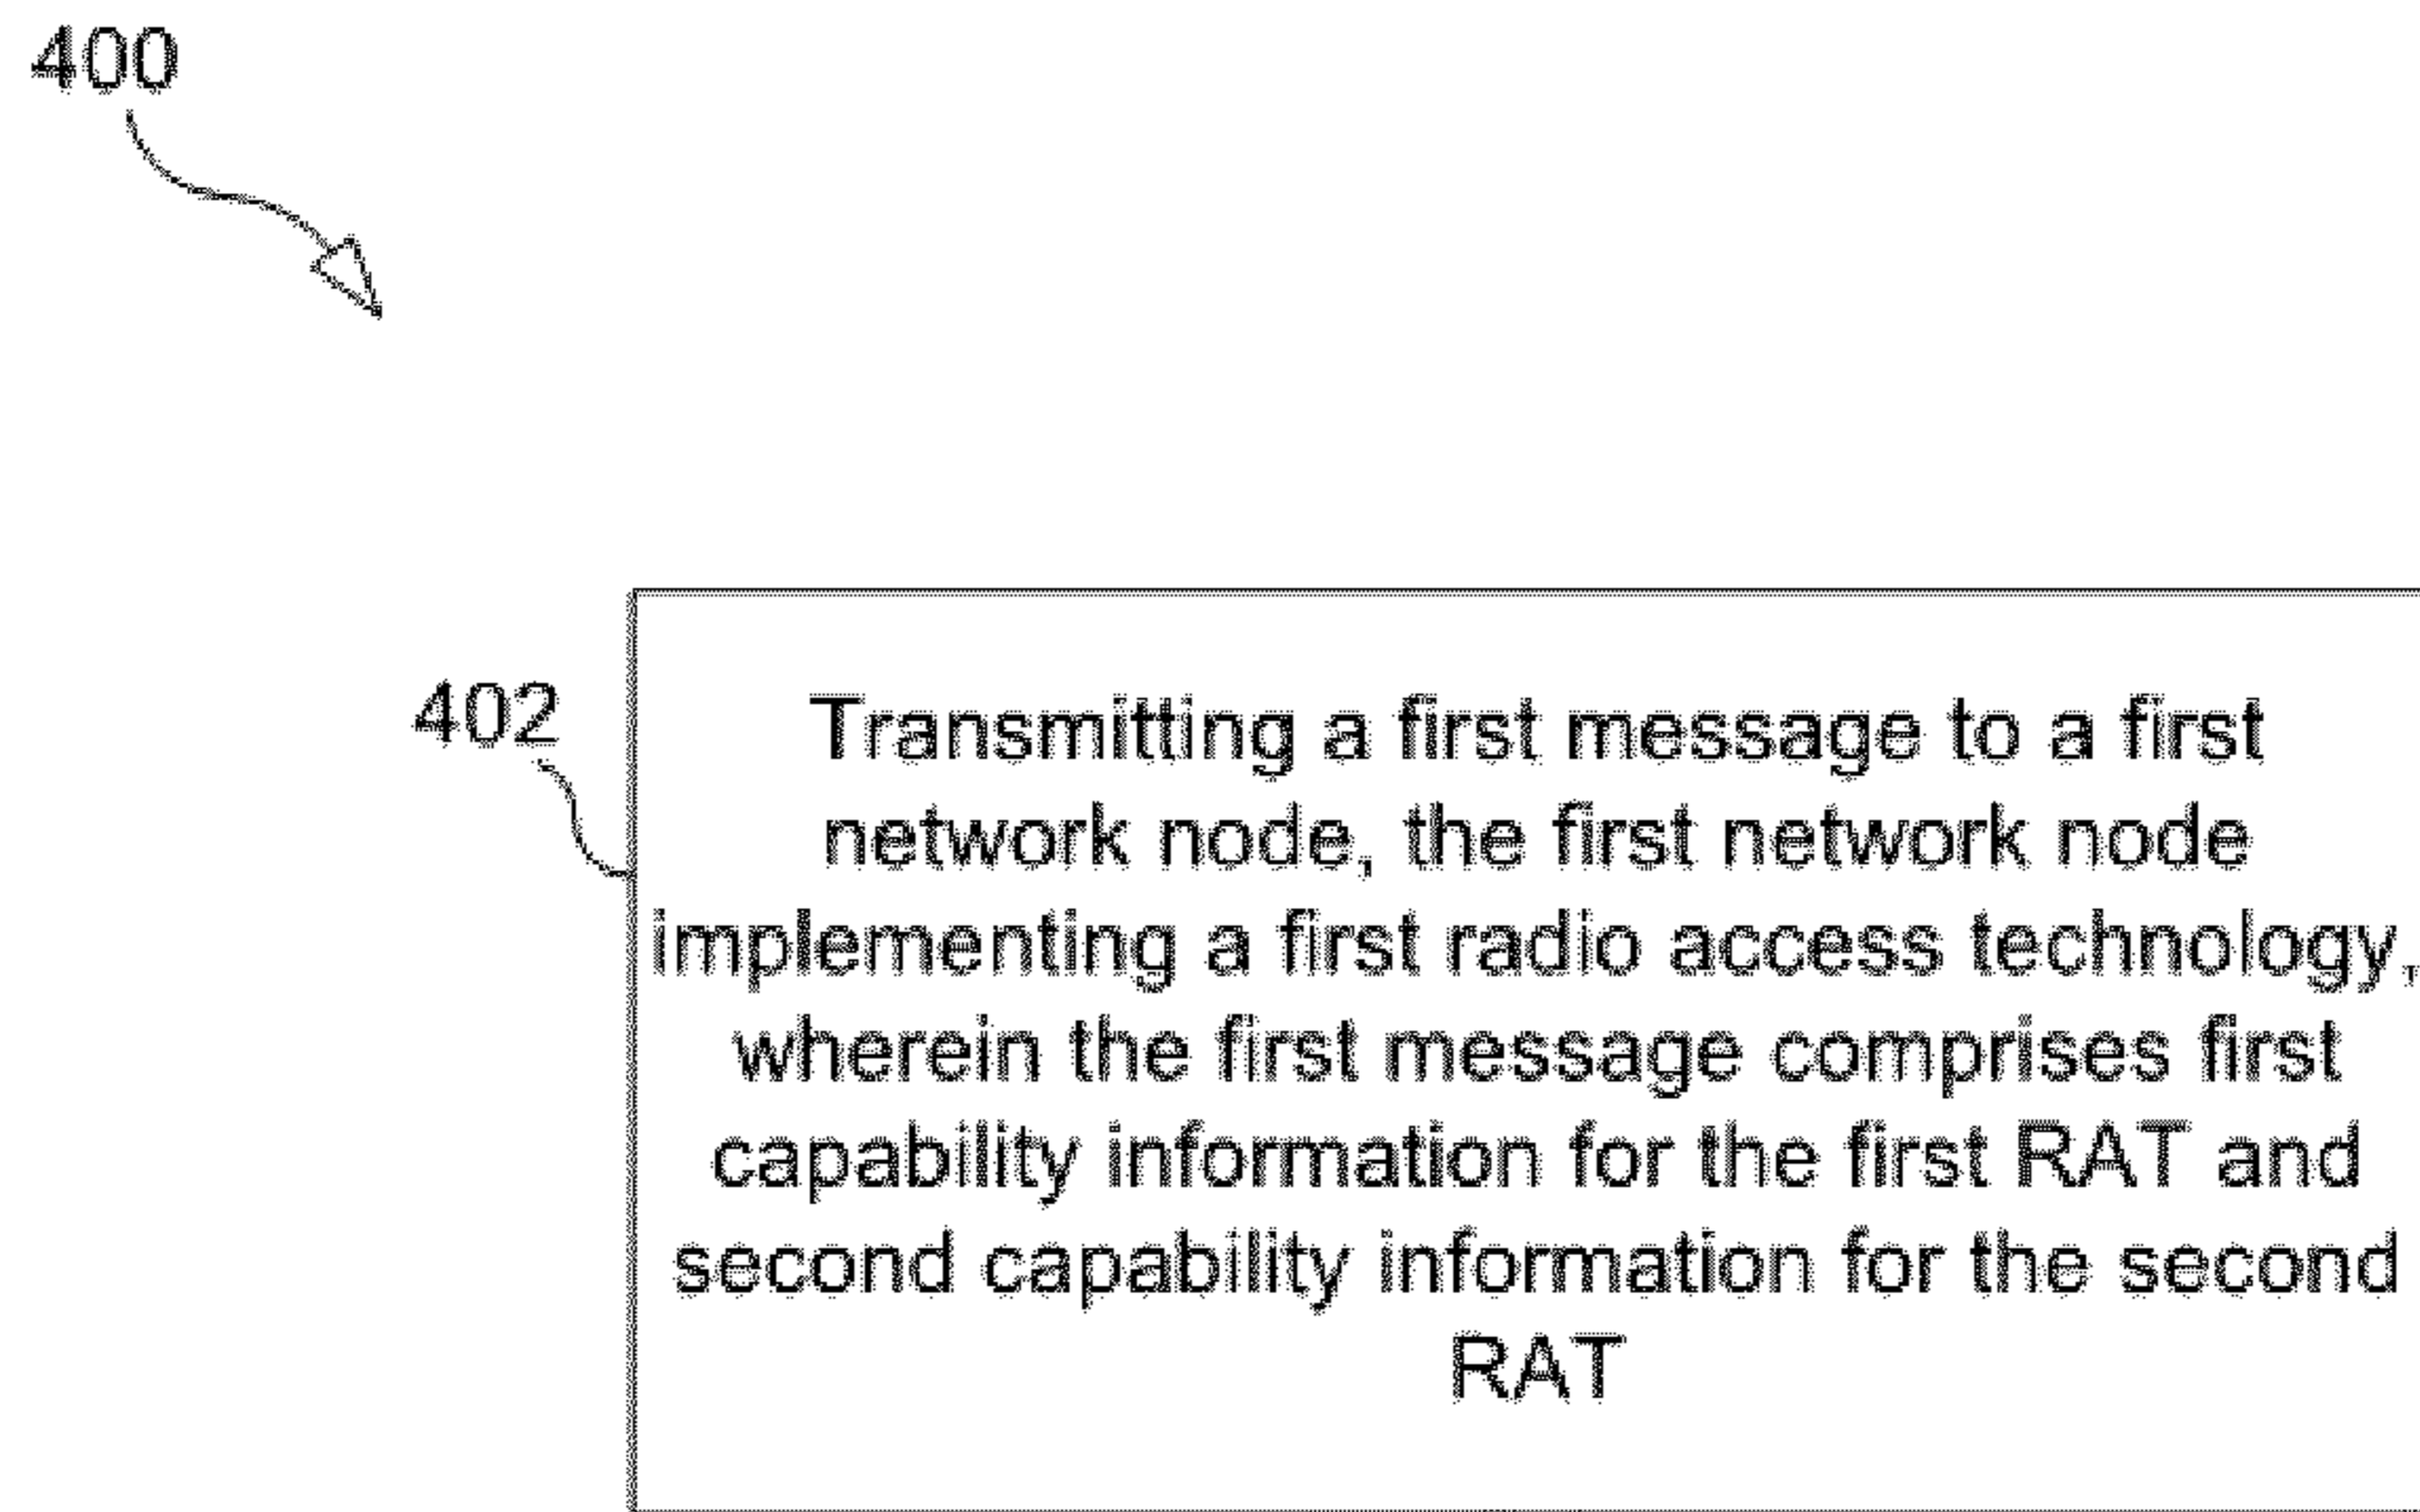 400
402
Transmitting a first message to a first
network node, the first network node
implementing a first radio access technology,
wherein the first message comprises first
capability information for the first RAT and
second capability information for the second
RAT